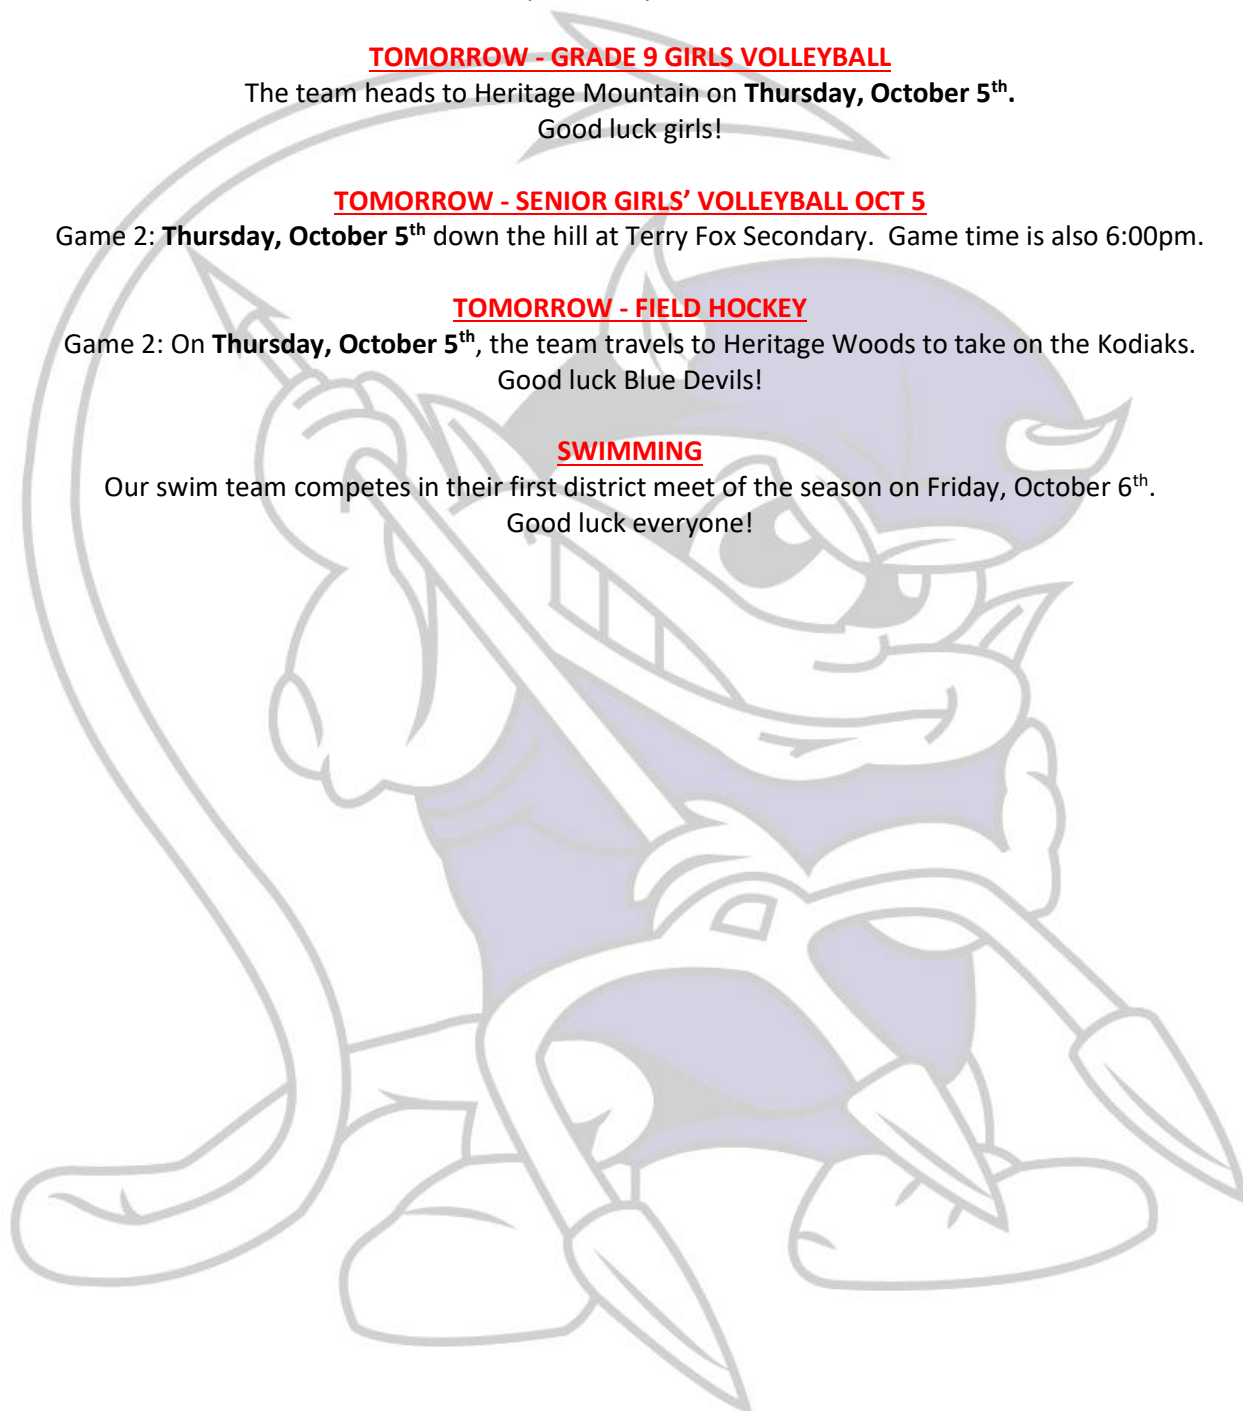 TOMORROW - GRADE 9 GIRLS VOLLEYBALL
The team heads to Heritage Mountain on Thursday, October 5th.
Good luck girls!
TOMORROW - SENIOR GIRLS’ VOLLEYBALL OCT 5
Game 2: Thursday, October 5th down the hill at Terry Fox Secondary. Game time is also 6:00pm.
TOMORROW - FIELD HOCKEY
Game 2: On Thursday, October 5th, the team travels to Heritage Woods to take on the Kodiaks.
Good luck Blue Devils!
SWIMMING
Our swim team competes in their first district meet of the season on Friday, October 6th.
Good luck everyone!